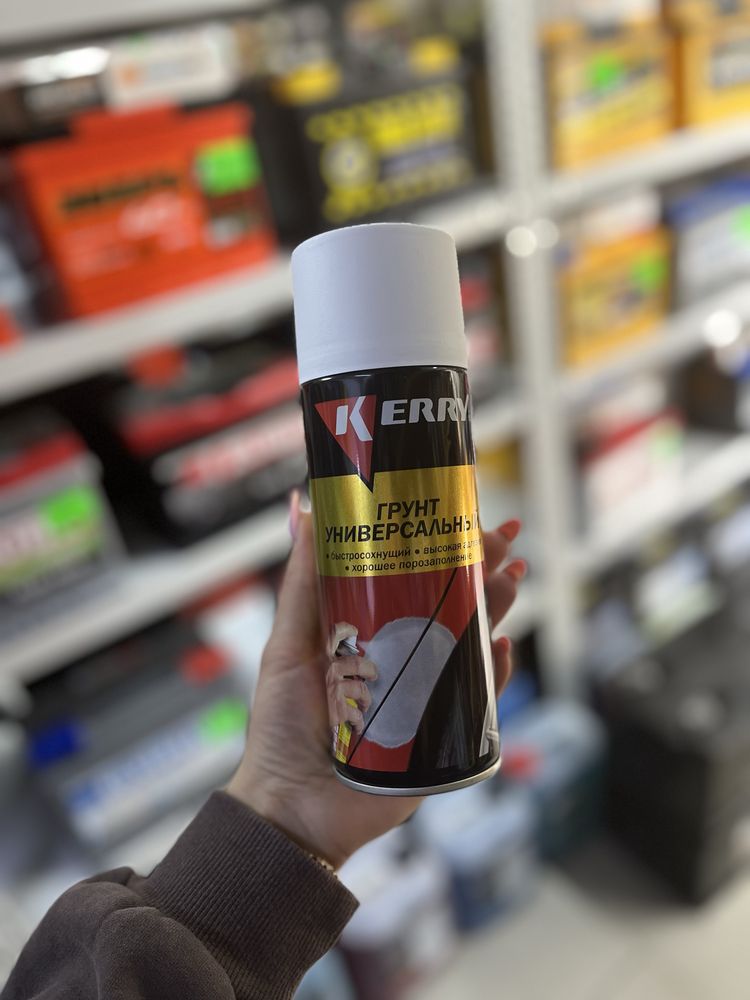 KERRY
ГРУНТ
УНИВЕРСАЛЬНЫЙ
• быстросохнущий • высокая
• хорошее порозаполнение